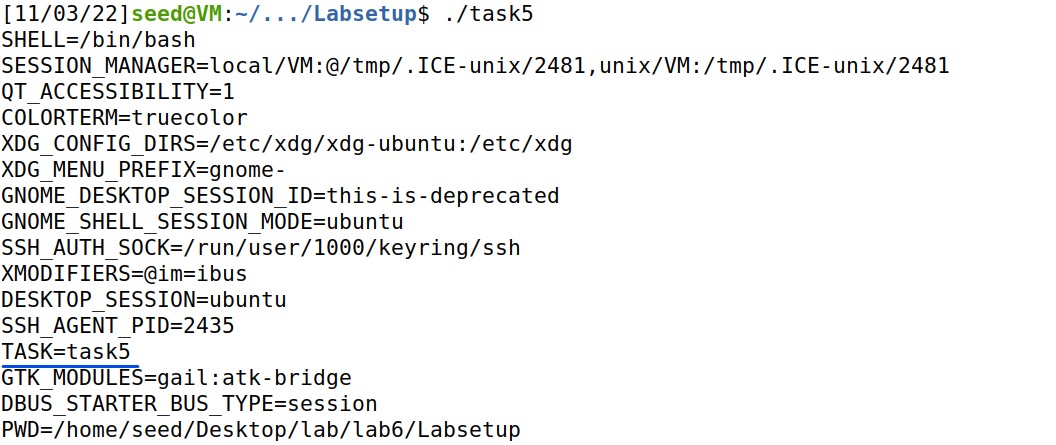 [11/03/22]seed@VM:~/.../Labsetup$ ./task5
SHELL=/bin/bash
SESSION_MANAGER=local/VM:@/tmp/.ICE-unix/2481,unix/VM:/tmp/.ICE-unix/2481
QT_ACCESSIBILITY=1
COLORTERM=truecolor
XDG_CONFIG_DIRS=/etc/xdg/xdg-ubuntu:/etc/xdg
XDG_MENU_PREFIX=gnome-
GNOME_DESKTOP_SESSION_ID=this-is-deprecated
GNOME_SHELL_SESSION_MODE=ubuntu
SSH_AUTH_SOCK=/run/user/1000/keyring/ssh
XMODIFIERS=@im=ibus
DESKTOP_SESSION=ubuntu
SSH_AGENT_PID=2435
TASK=task5
GTK_MODULES=gail:atk-bridge
DBUS_STARTER_BUS_TYPE=session
PWD=/home/seed/Desktop/lab/lab6/Labsetup